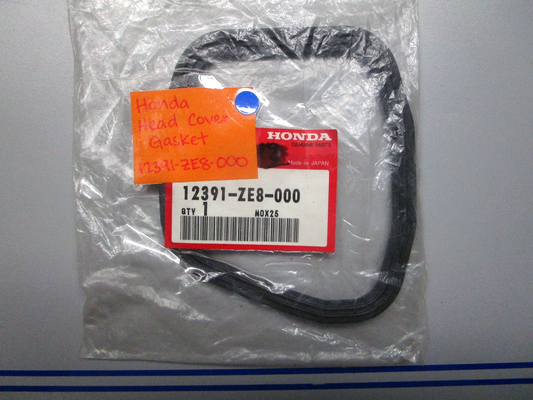 Honda
Head Cover
Gasket
12391-ZE8-000
HONDA
GENUINE PARTS
Made in JAPAN
12391-ZE8-000
QTY 1 MOX25